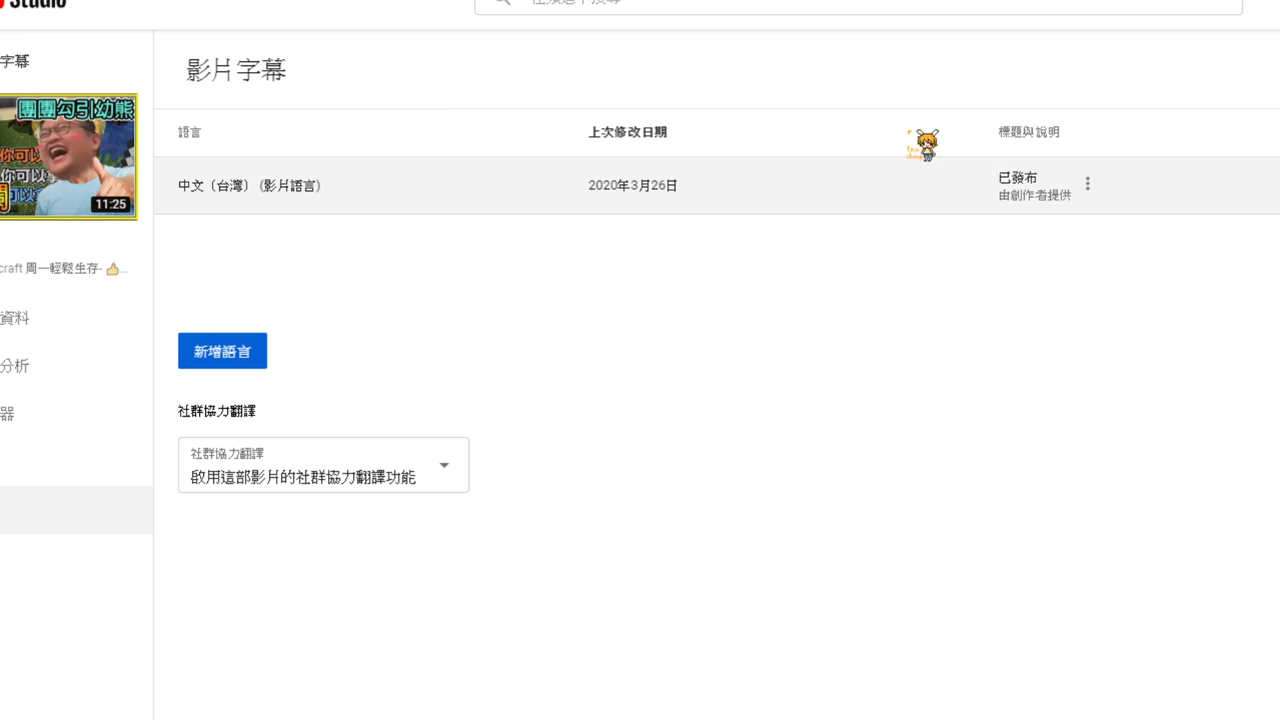 Studio
字幕
團團勾引幼熊
你可以
你可以
可以
11:25
craft 周一輕鬆生存- 👍...
資料
分析
器
影片字幕
語言
上次修改日期
標題與說明
中文（台灣）（影片語言）
2020年3月26日
已發布
由創作者提供
新增語言
社群協力翻譯
社群協力翻譯
啟用這部影片的社群協力翻譯功能